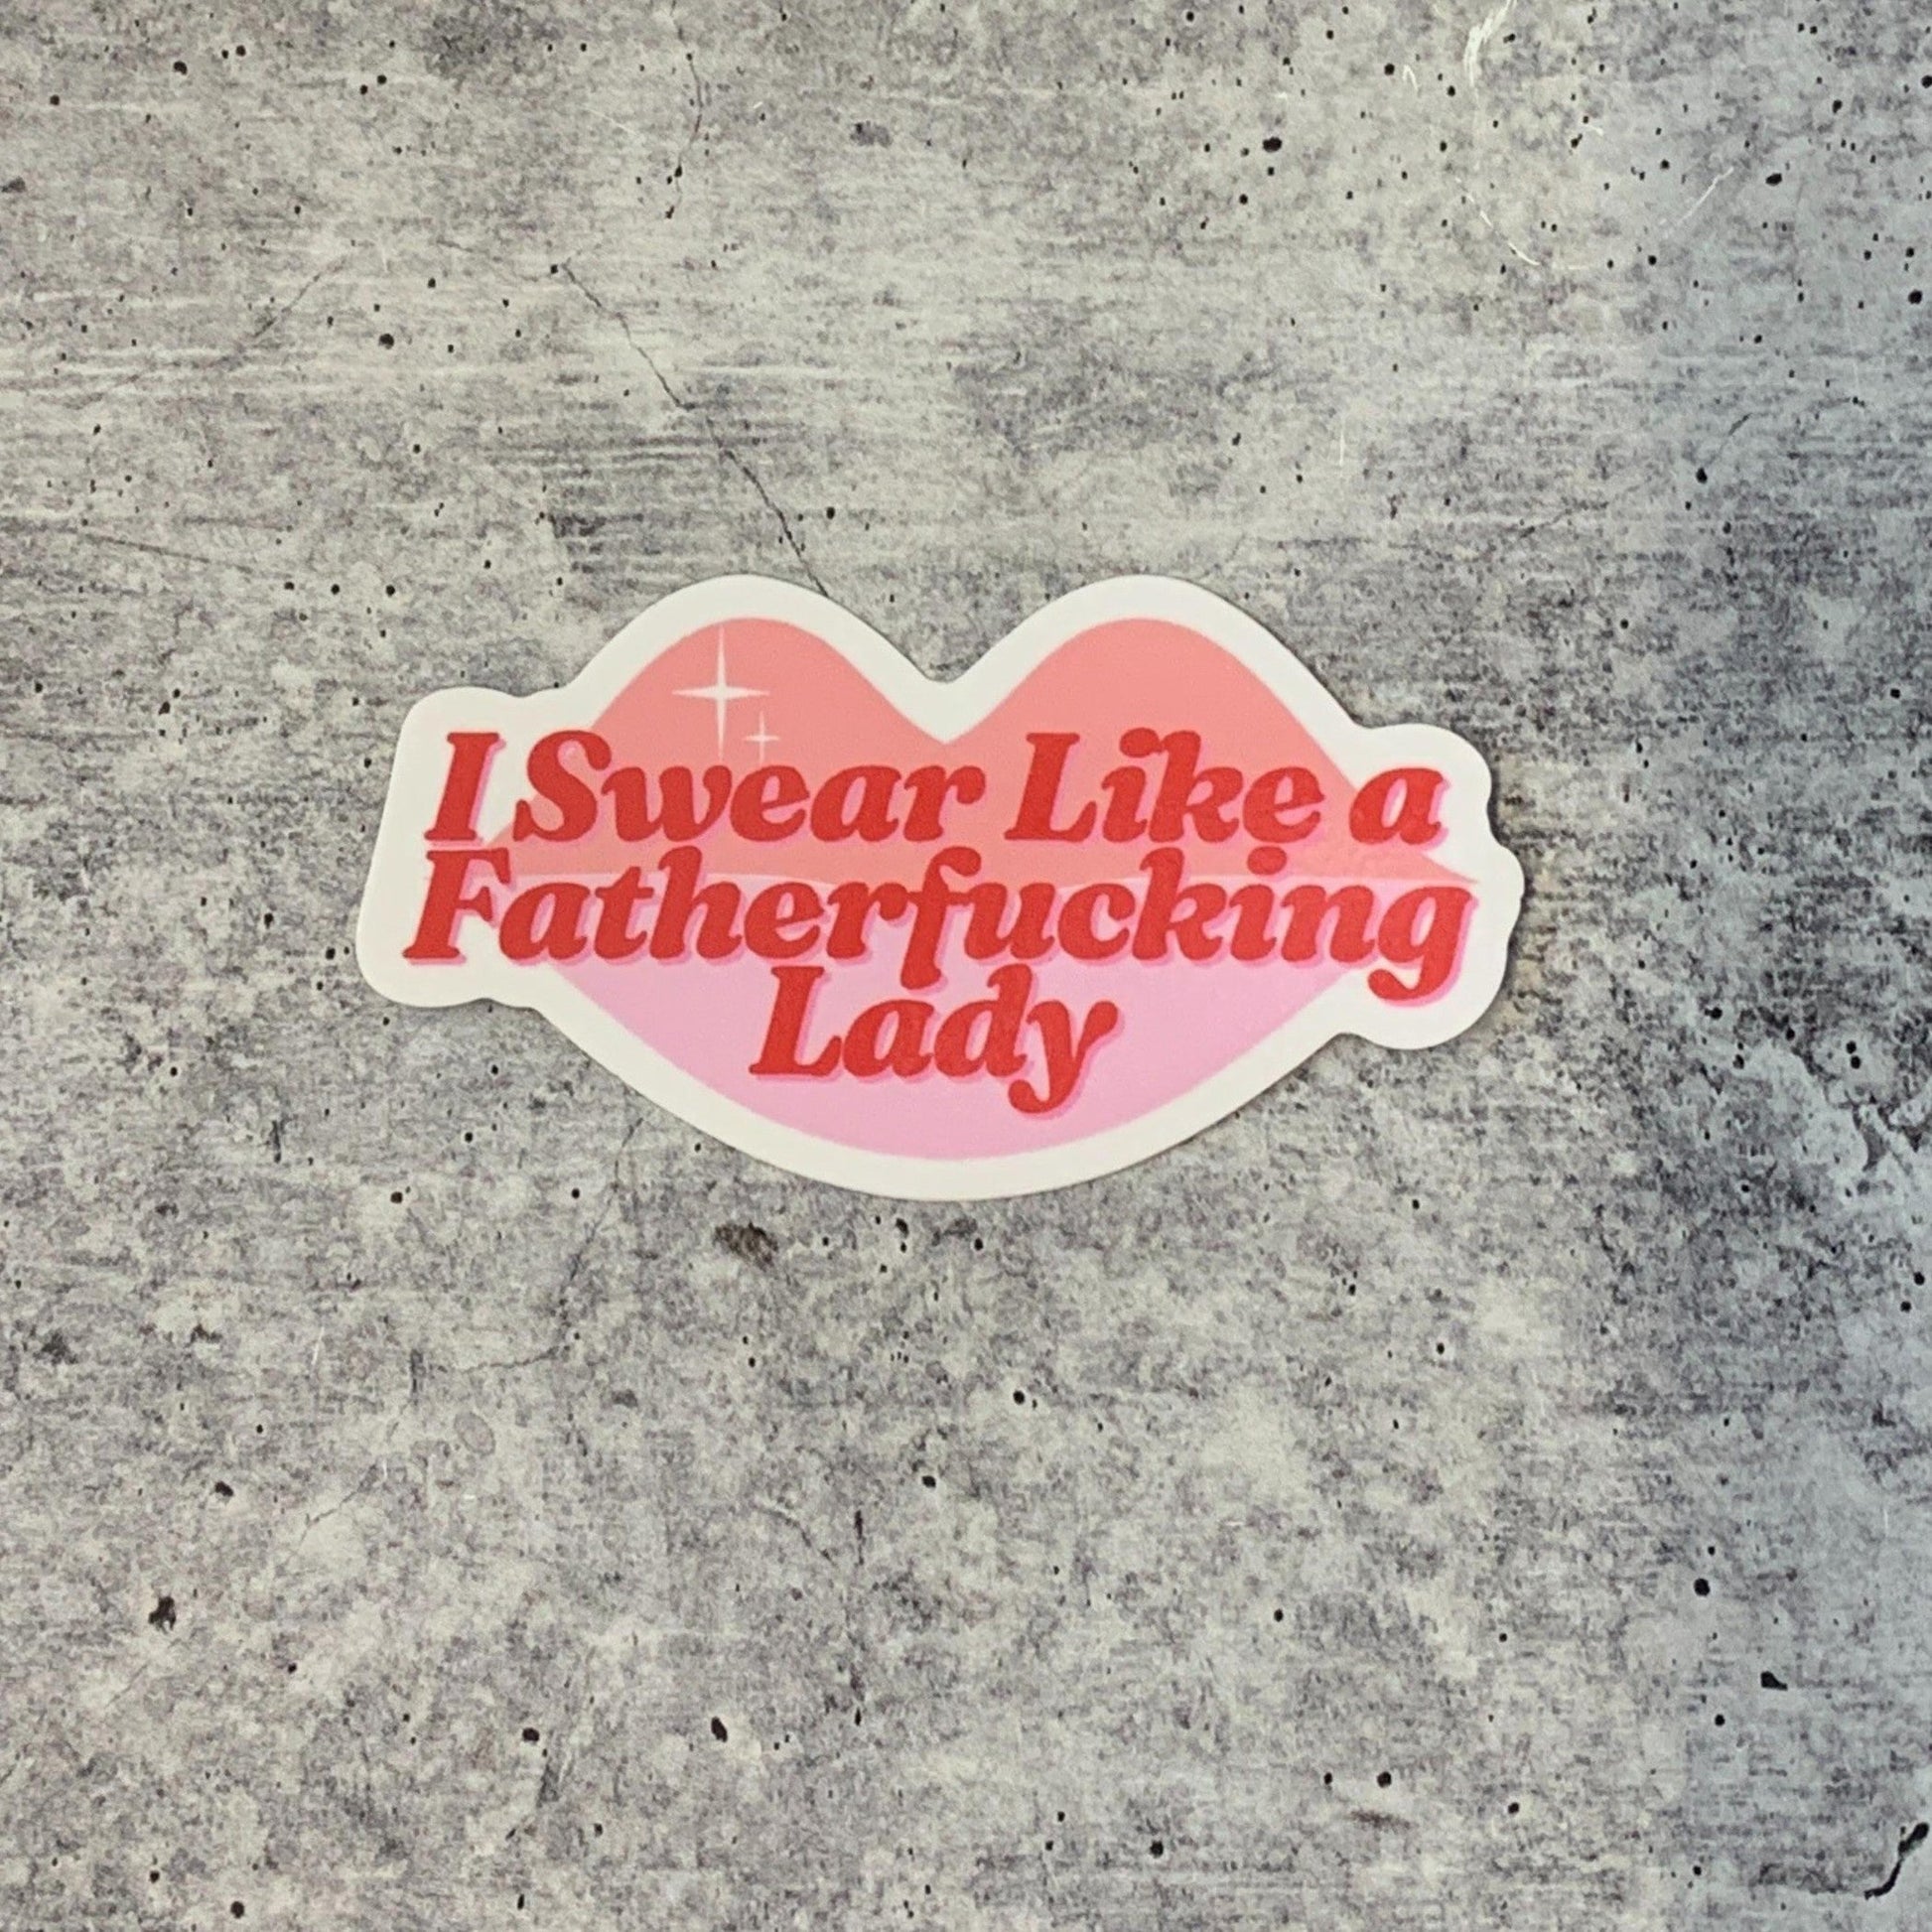 I Swear Like a
Fatherfucking
Lady